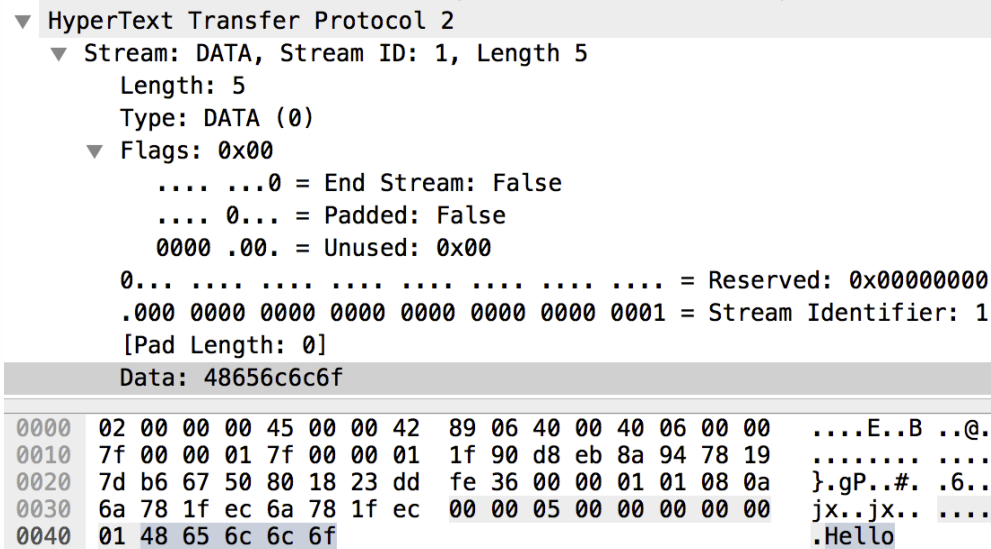 ▼ HyperText Transfer Protocol 2
▼ Stream: DATA, Stream ID: 1, Length 5
Length: 5
Type: DATA (0)
▼ Flags: 0x00
.... ...0 = End Stream: False
.... 0... = Padded: False
0000 .00. = Unused: 0x00
0... .... .... .... .... .... .... .... = Reserved: 0x00000000
.000 0000 0000 0000 0000 0000 0000 0001 = Stream Identifier: 1
[Pad Length: 0]
Data: 48656c6c6f
0000 02 00 00 00 45 00 00 42 89 06 40 00 40 06 00 00 ....E..B ..@.
0010 7f 00 00 01 7f 00 00 01 1f 90 d8 eb 8a 94 78 19 ........ ....
0020 7d b6 67 50 80 18 23 dd fe 36 00 00 01 01 08 0a }.gP..#. .6..
0030 6a 78 1f ec 6a 78 1f ec 00 00 05 00 00 00 00 00 jx..jx.. ....
0040 01 48 65 6c 6c 6f .Hello